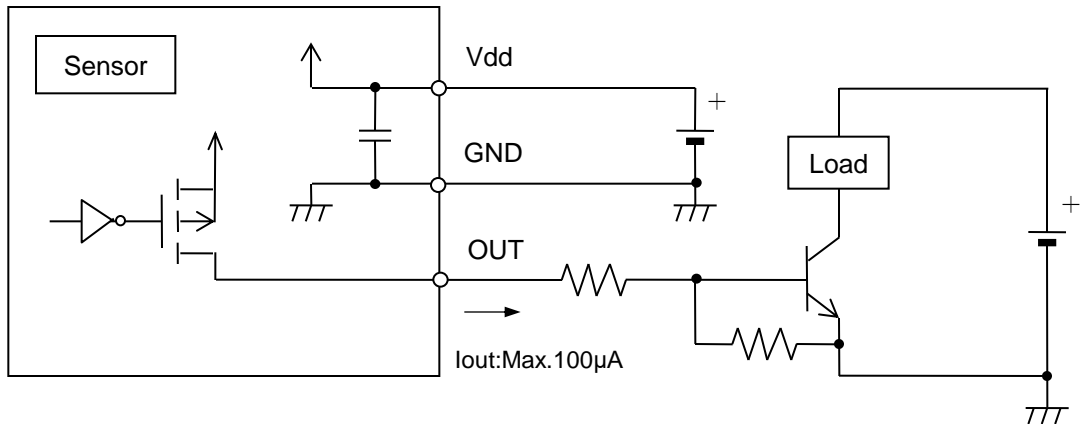 Sensor
Vdd
+
GND
Load
+
OUT
Iout:Max.100µA